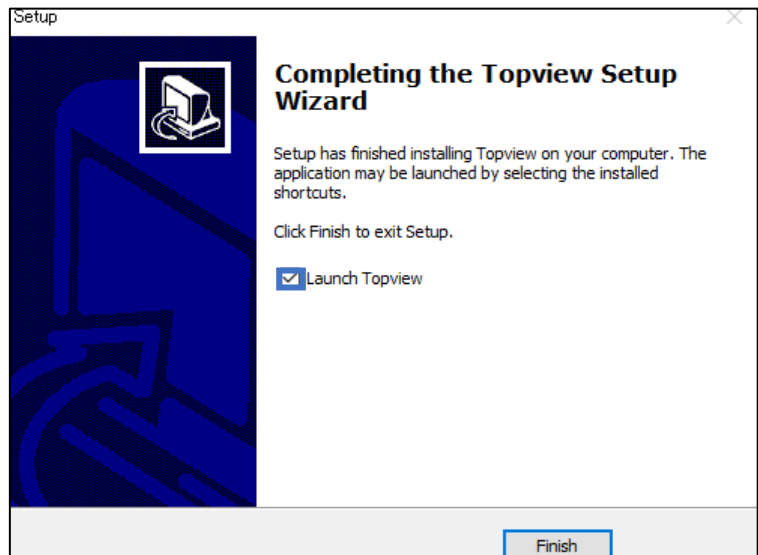 Setup
Completing the Topview Setup
Wizard
Setup has finished installing Topview on your computer. The
application may be launched by selecting the installed
shortcuts.
Click Finish to exit Setup.
Launch Topview
Finish